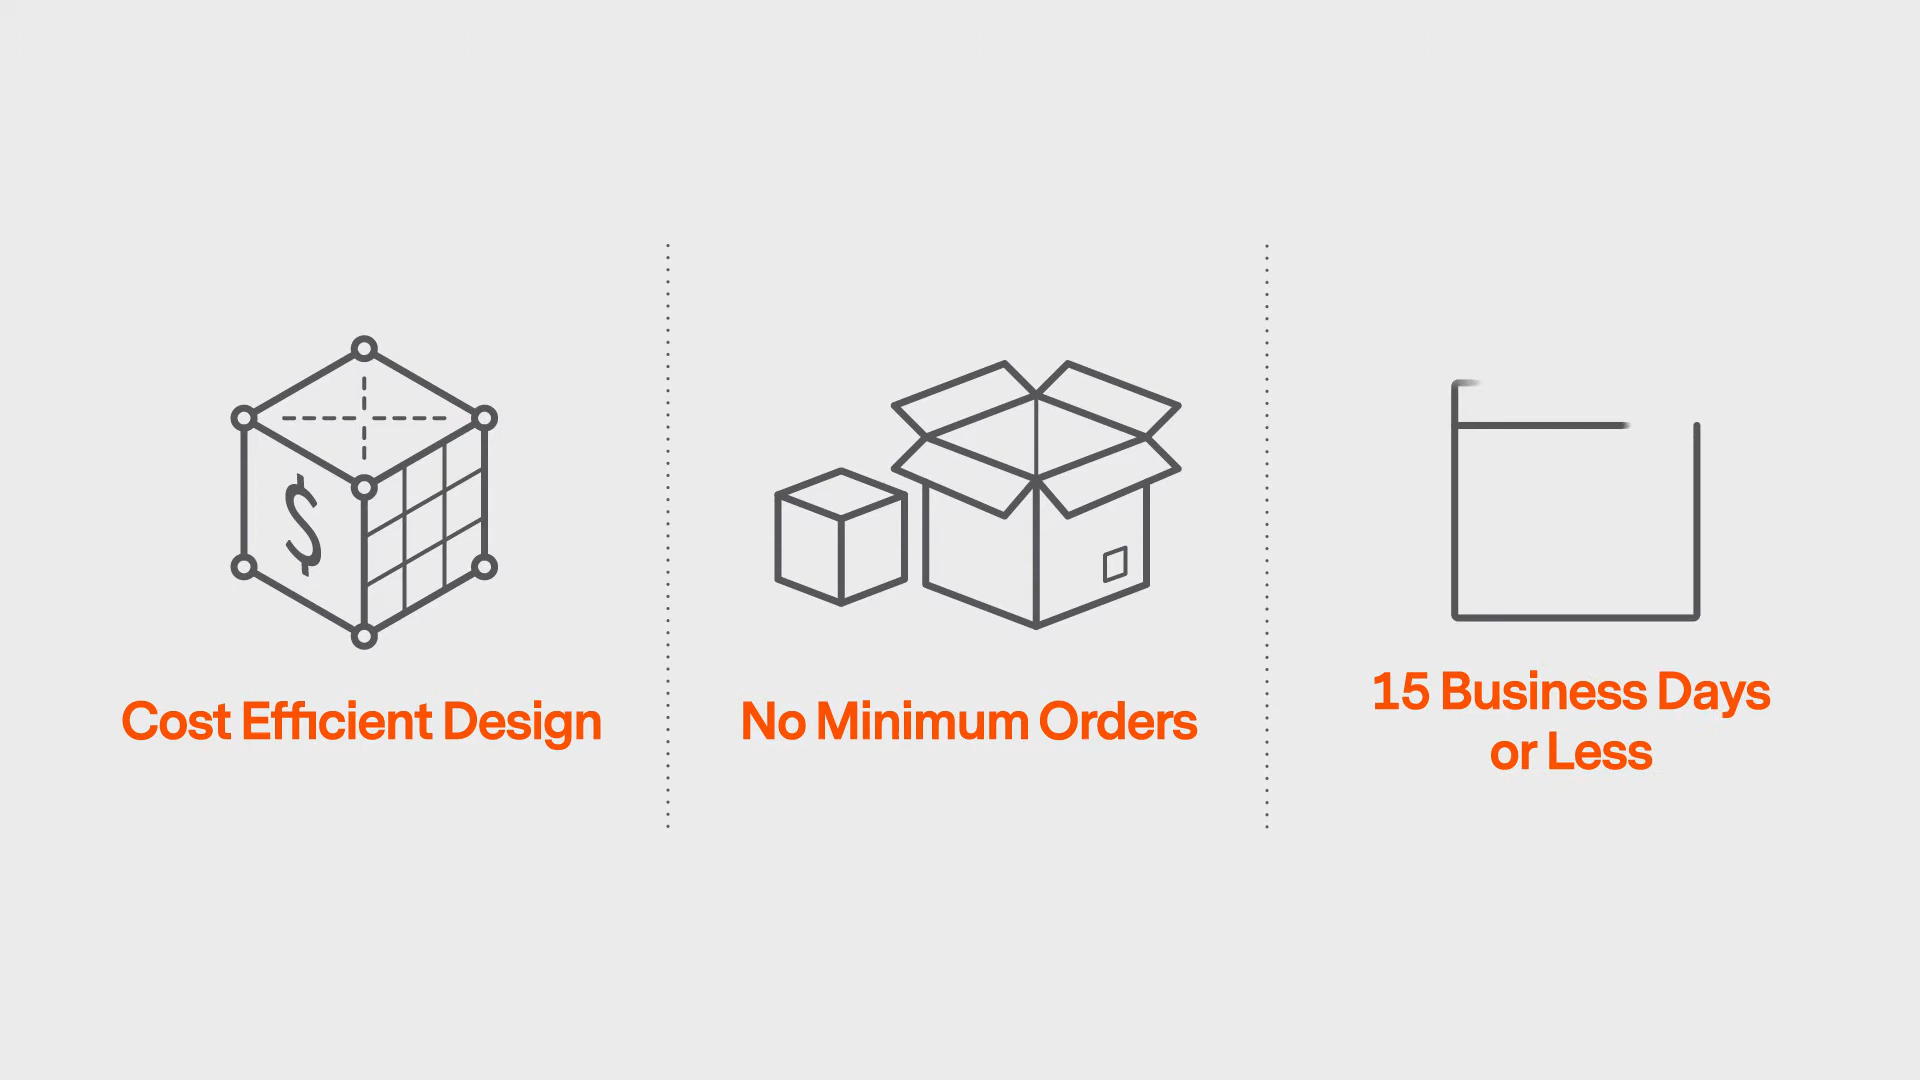 $
Cost Efficient Design
No Minimum Orders
15 Business Days
or Less